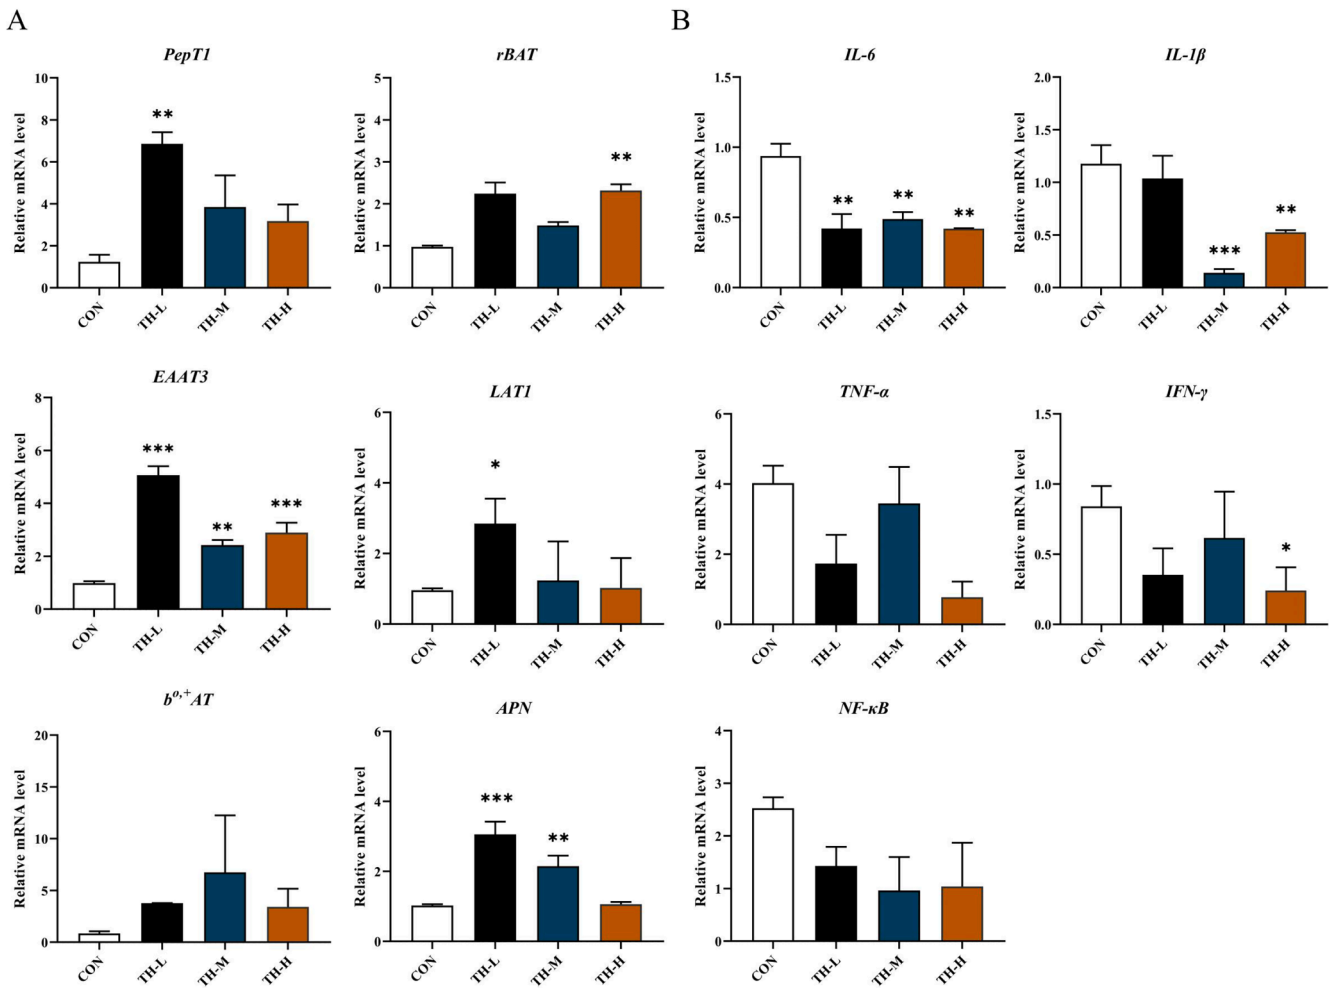 A
B
PepT1
Relative mRNA level
10
8
6
4
2
0
**
CON
TH-L
TH-M
TH-H
rBAT
Relative mRNA level
5
4
3
2
1
0
**
CON
TH-L
TH-M
TH-H
IL-6
Relative mRNA level
1.5
1.0
0.5
0.0
**
**
**
CON
TH-L
TH-M
TH-H
IL-1β
Relative mRNA level
2.0
1.5
1.0
0.5
0.0
***
**
CON
TH-L
TH-M
TH-H
EAAT3
Relative mRNA level
8
6
4
2
0
***
**
***
CON
TH-L
TH-M
TH-H
LAT1
Relative mRNA level
6
4
2
0
*
CON
TH-L
TH-M
TH-H
TNF-α
Relative mRNA level
6
4
2
0
CON
TH-L
TH-M
TH-H
IFN-γ
Relative mRNA level
1.5
1.0
0.5
0.0
*
CON
TH-L
TH-M
TH-H
b^o,+AT
Relative mRNA level
20
15
10
5
0
CON
TH-L
TH-M
TH-H
APN
Relative mRNA level
6
4
2
0
***
**
CON
TH-L
TH-M
TH-H
NF-κB
Relative mRNA level
4
3
2
1
0
CON
TH-L
TH-M
TH-H